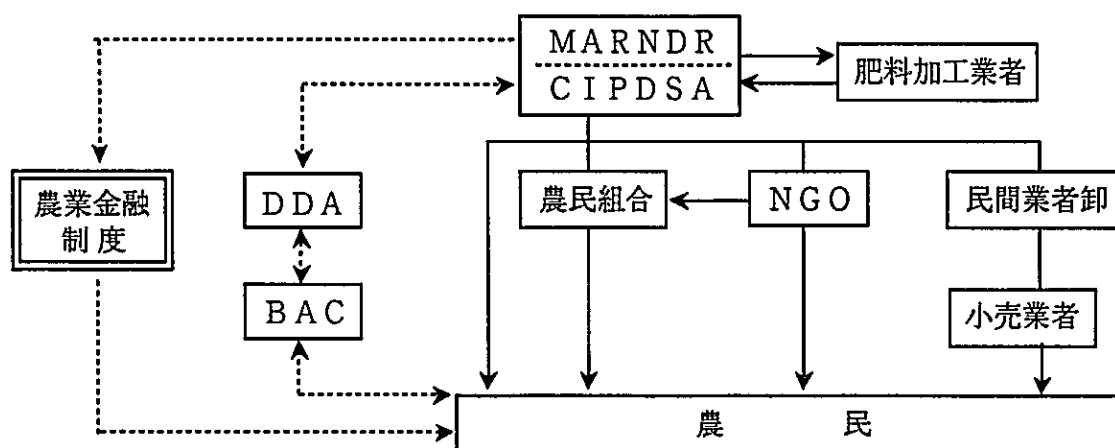 MARNDR
CIPDSA
肥料加工業者
農業金融
制度
DDA
農民組合
NGO
民間業者卸
BAC
小売業者
農 民